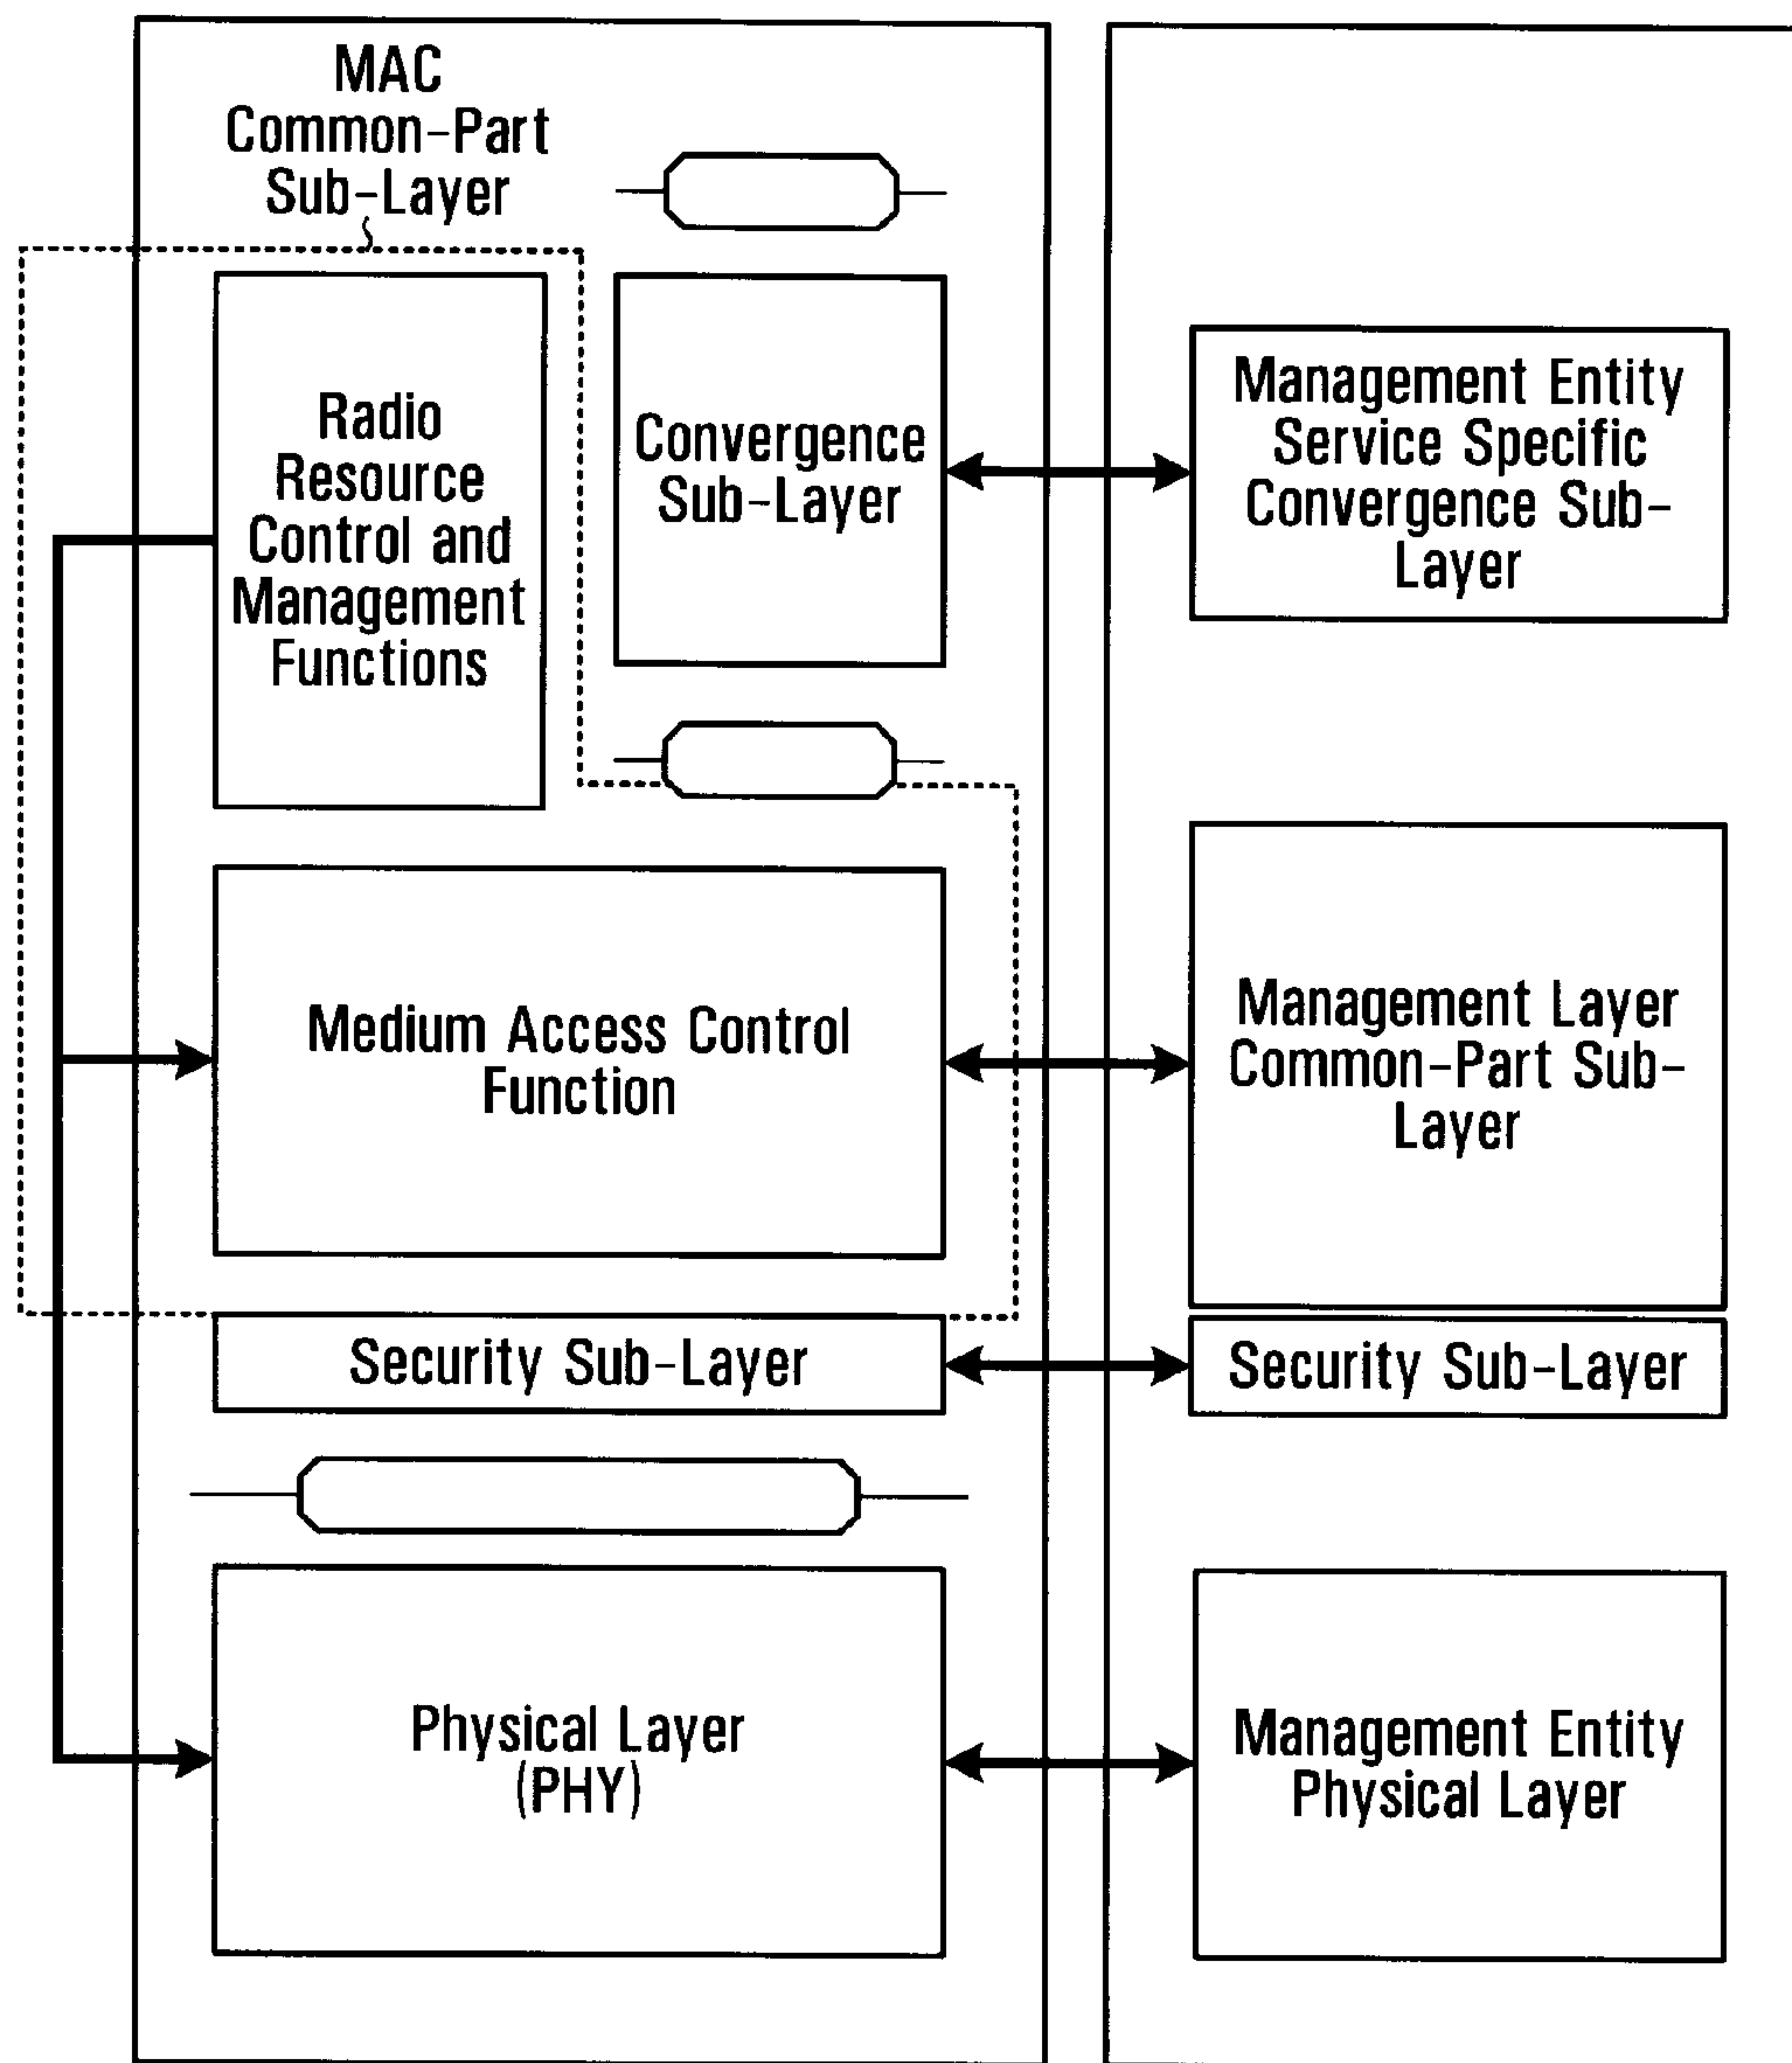 MAC
Common-Part
Sub-Layer
Radio
Resource
Control and
Management
Functions
Convergence
Sub-Layer
Management Entity
Service Specific
Convergence Sub-
Layer
Medium Access Control
Function
Management Layer
Common-Part Sub-
Layer
Security Sub-Layer
Security Sub-Layer
Physical Layer
(PHY)
Management Entity
Physical Layer